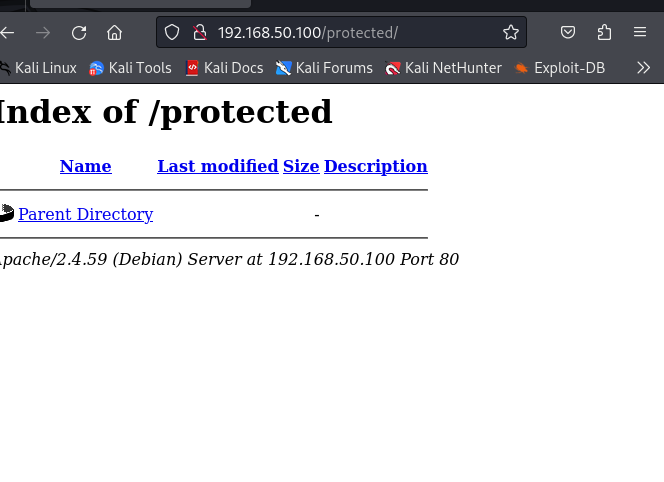 192.168.50.100/protected/
Kali Linux Kali Tools Kali Docs Kali Forums Kali NetHunter Exploit-DB
Index of /protected
Name Last modified Size Description
Parent Directory -
Apache/2.4.59 (Debian) Server at 192.168.50.100 Port 80